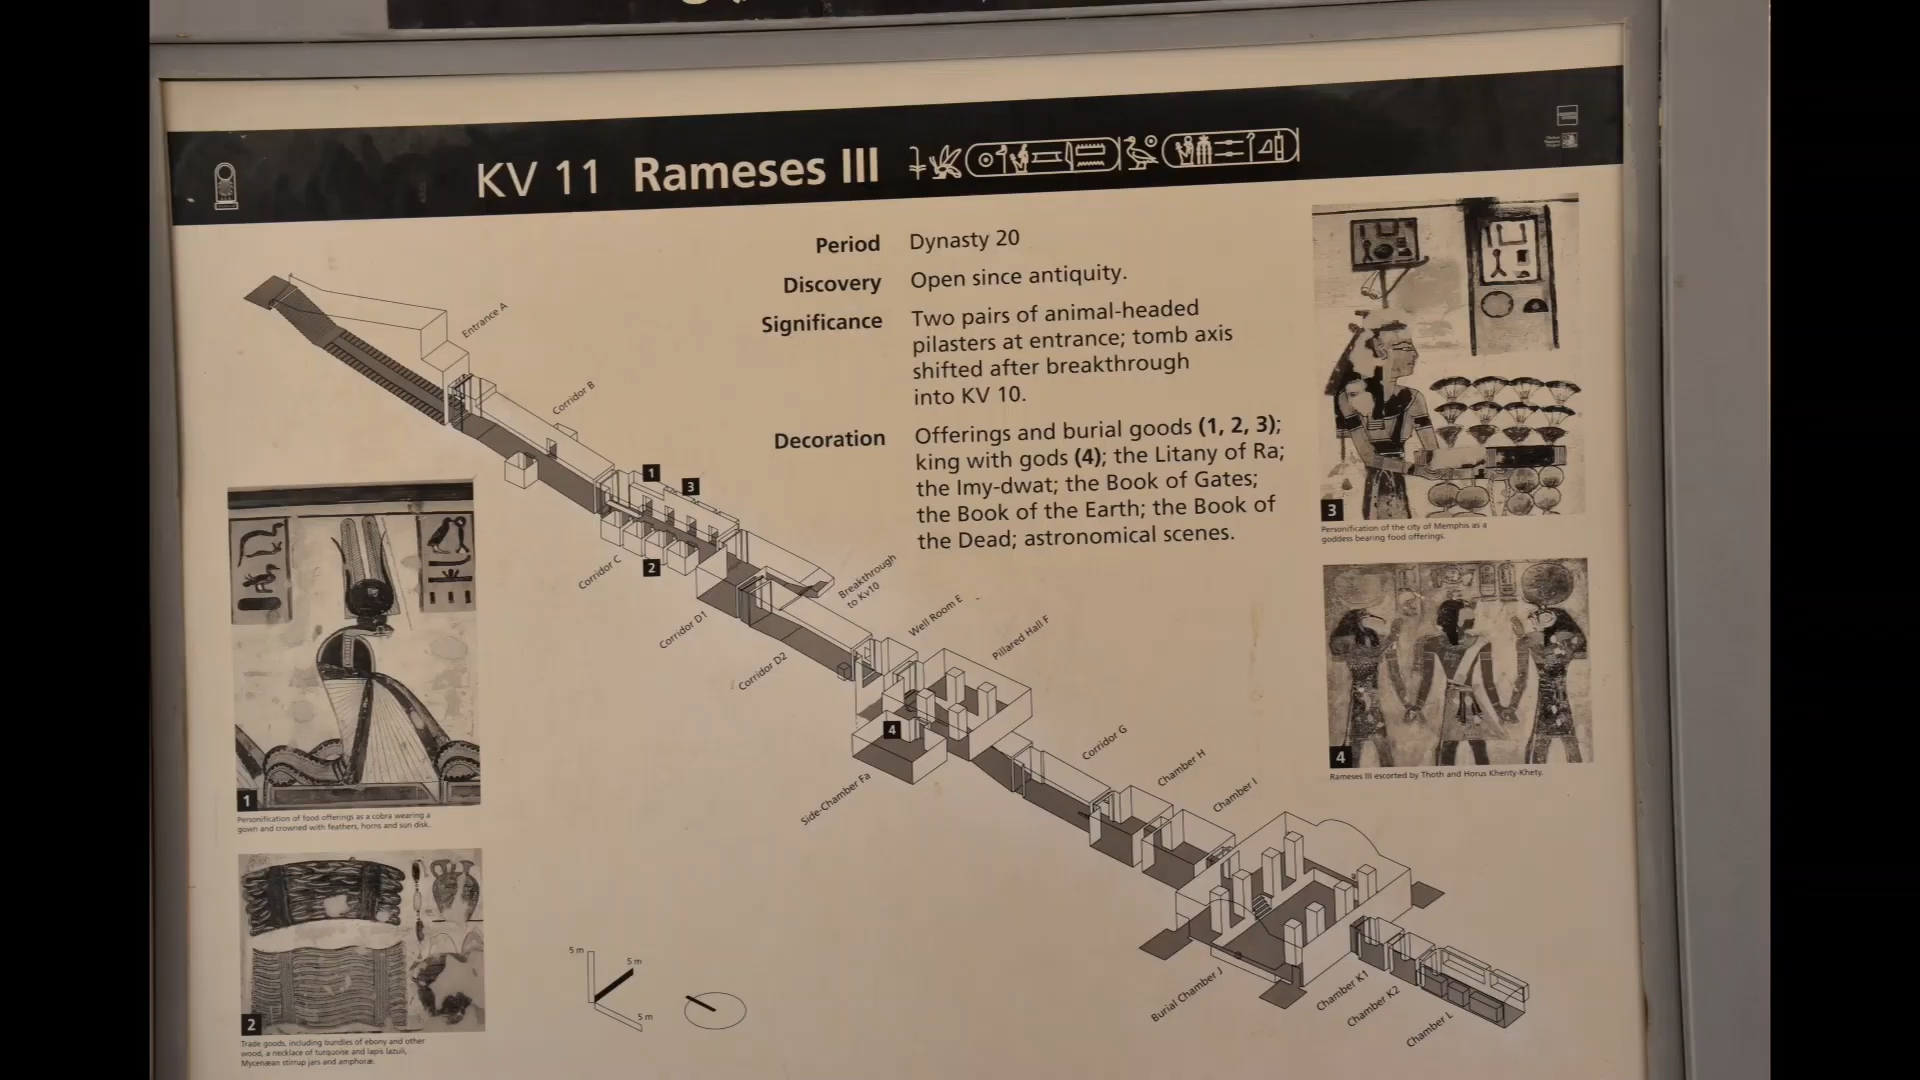 KV 11 Rameses III
Period Dynasty 20
Discovery Open since antiquity.
Significance Two pairs of animal-headed
pilasters at entrance; tomb axis
shifted after breakthrough
into KV 10.
Decoration Offerings and burial goods (1, 2, 3);
king with gods (4); the Litany of Ra;
the Imy-dwat; the Book of Gates;
the Book of the Earth; the Book of
the Dead; astronomical scenes.
Entrance A
Corridor B
1
3
Corridor C
2
Corridor D1
Breakthrough
to Kv10
Corridor D2
Well Room E
Pillared Hall F
4
Side-Chamber Fa
Corridor G
Chamber H
Chamber I
Burial Chamber J
Chamber K1
Chamber K2
Chamber L
5 m
5 m
5 m
1
Personification of food offerings as a cobra wearing a
gown and crowned with feathers, horns and sun disk.
2
Trade goods, including bundles of ebony and other
wood, a necklace of turquoise and lapis lazuli,
Mycenæan stirrup jars and amphoræ.
3
Personification of the city of Memphis as a
goddess bearing food offerings.
4
Rameses III escorted by Thoth and Horus Khenty-Khety.